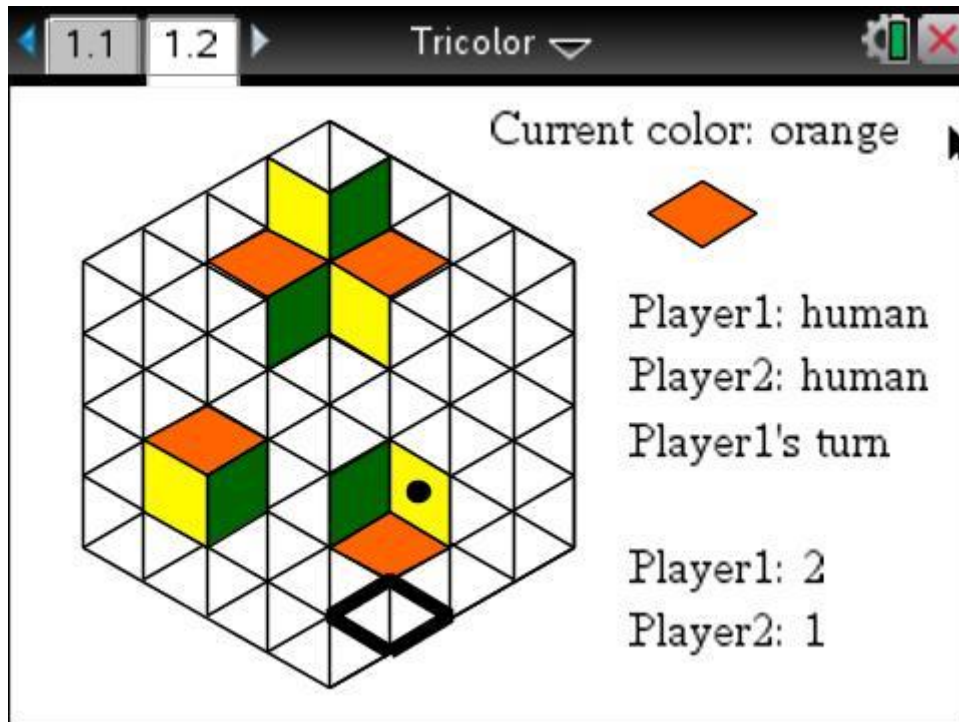 1.1 1.2 Tricolor
Current color: orange
Player1: human
Player2: human
Player1's turn
Player1: 2
Player2: 1